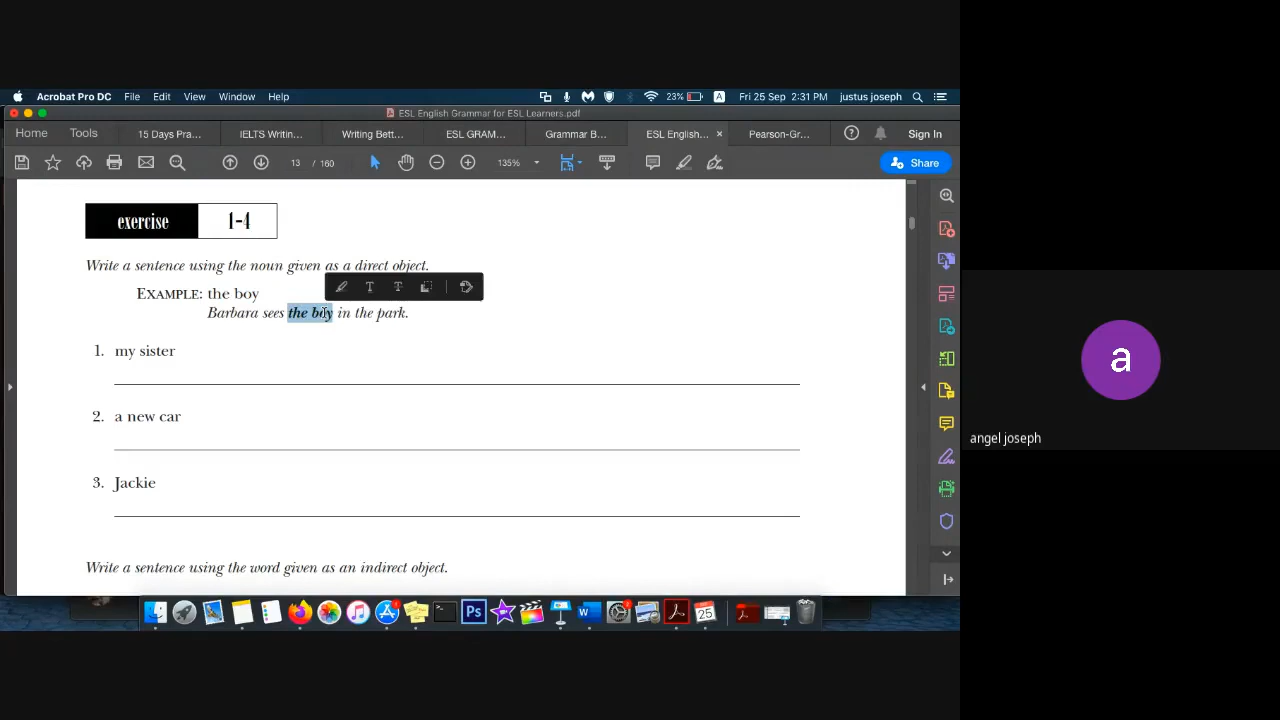 Acrobat Pro DC File Edit View Window Help 23% A Fri 25 Sep 2:31 PM justus joseph
ESL English Grammar for ESL Learners.pdf
Home Tools 15 Days Pra... IELTS Writin... Writing Bett... ESL GRAM... Grammar B... ESL English... × Pearson-Gr... Sign In
13 / 160 135% Share
exercise 1-4
Write a sentence using the noun given as a direct object.
EXAMPLE: the boy
Barbara sees the boy in the park.
1. my sister
2. a new car
3. Jackie
Write a sentence using the word given as an indirect object.
a
angel joseph
Ps W 25